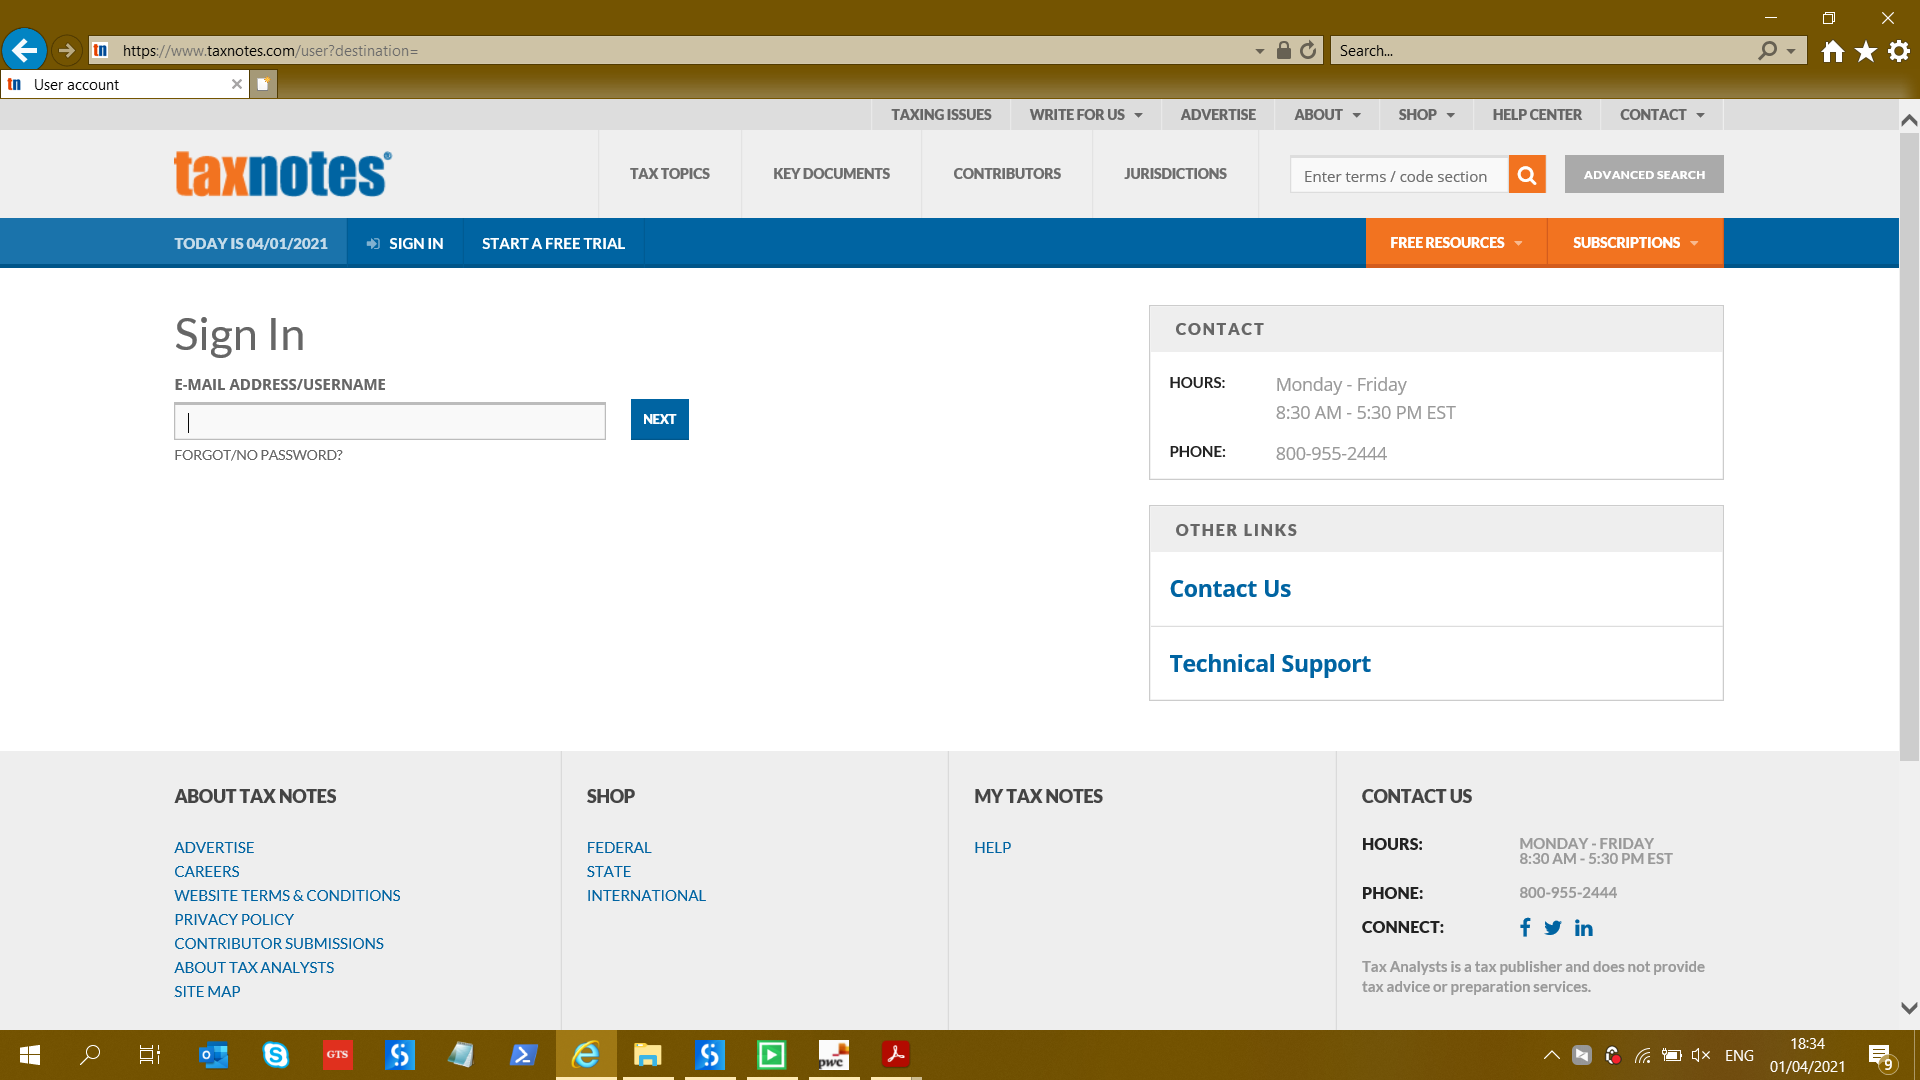 https://www.taxnotes.com/user?destination=
Search...
tn User account
TAXING ISSUES WRITE FOR US ADVERTISE ABOUT SHOP HELP CENTER CONTACT
taxnotes®
TAX TOPICS KEY DOCUMENTS CONTRIBUTORS JURISDICTIONS
Enter terms / code section
ADVANCED SEARCH
TODAY IS 04/01/2021 SIGN IN START A FREE TRIAL
FREE RESOURCES SUBSCRIPTIONS
Sign In
E-MAIL ADDRESS/USERNAME
NEXT
FORGOT/NO PASSWORD?
CONTACT
HOURS: Monday - Friday
8:30 AM - 5:30 PM EST
PHONE: 800-955-2444
OTHER LINKS
Contact Us
Technical Support
ABOUT TAX NOTES
ADVERTISE
CAREERS
WEBSITE TERMS & CONDITIONS
PRIVACY POLICY
CONTRIBUTOR SUBMISSIONS
ABOUT TAX ANALYSTS
SITE MAP
SHOP
FEDERAL
STATE
INTERNATIONAL
MY TAX NOTES
HELP
CONTACT US
HOURS: MONDAY - FRIDAY
8:30 AM - 5:30 PM EST
PHONE: 800-955-2444
CONNECT:
Tax Analysts is a tax publisher and does not provide
tax advice or preparation services.
GTS
pwc
ENG
18:34
01/04/2021
9